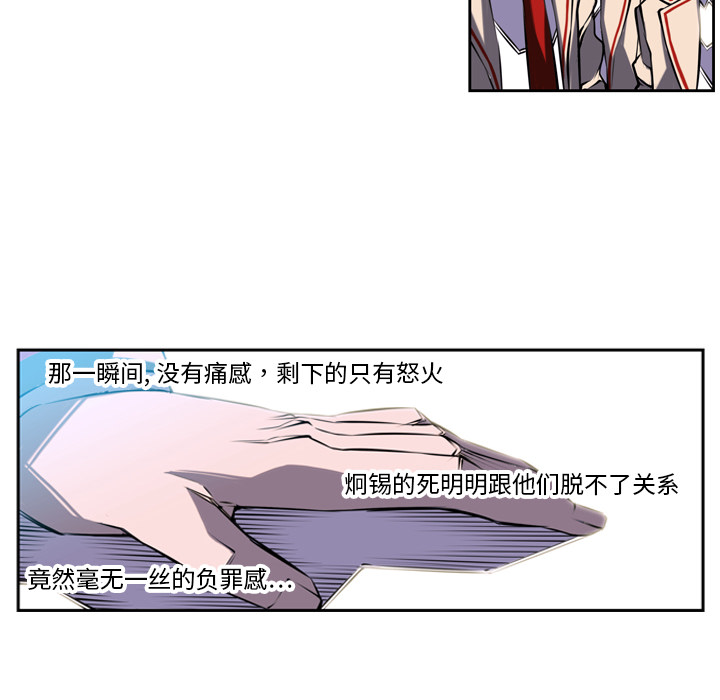 那一瞬间, 没有痛感，剩下的只有怒火
炯锡的死明明跟他们脱不了关系
竟然毫无一丝的负罪感...